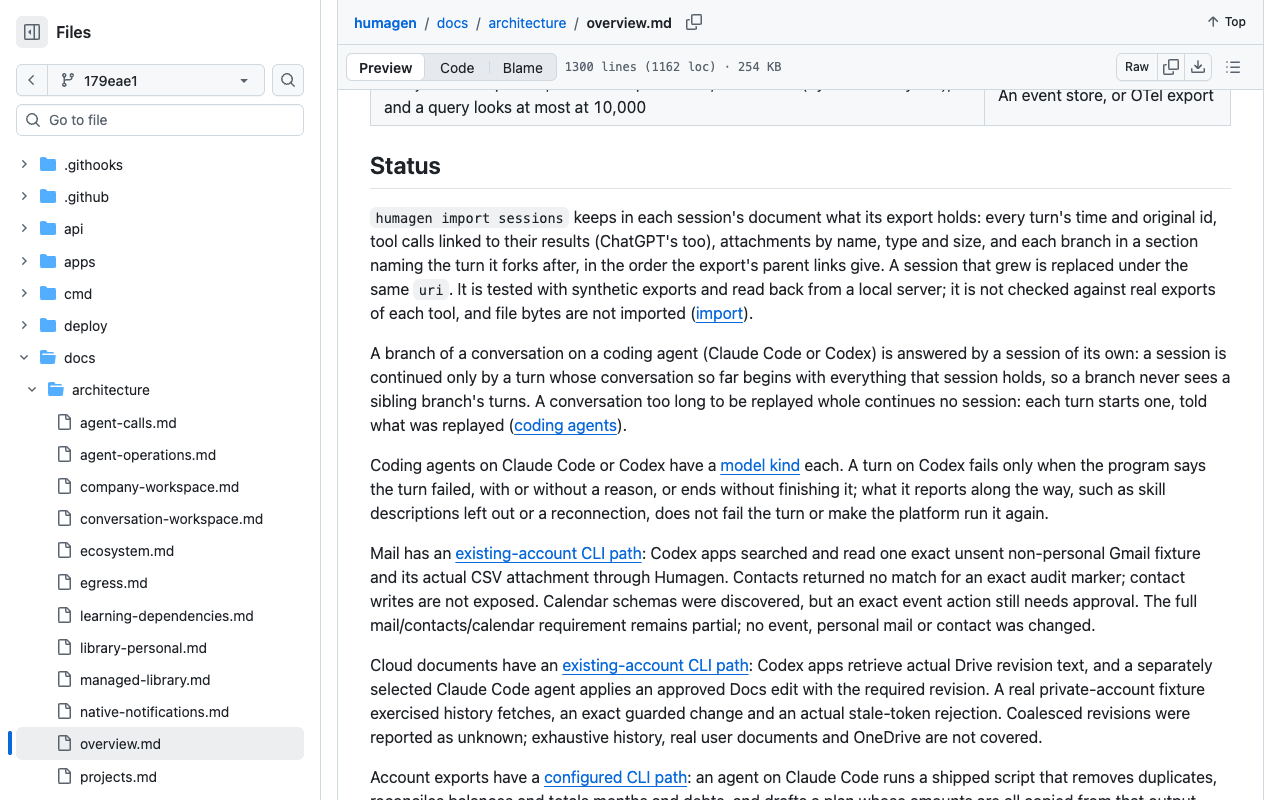 Files
humagen / docs / architecture / overview.md
Top
179eae1
Preview Code Blame 1300 lines (1162 loc) · 254 KB
Raw
Go to file
.githooks
.github
api
apps
cmd
deploy
docs
architecture
agent-calls.md
agent-operations.md
company-workspace.md
conversation-workspace.md
ecosystem.md
egress.md
learning-dependencies.md
library-personal.md
managed-library.md
native-notifications.md
overview.md
projects.md
and a query looks at most at 10,000
An event store, or OTel export
Status
humagen import sessions keeps in each session's document what its export holds: every turn's time and original id,
tool calls linked to their results (ChatGPT's too), attachments by name, type and size, and each branch in a section
naming the turn it forks after, in the order the export's parent links give. A session that grew is replaced under the
same uri. It is tested with synthetic exports and read back from a local server; it is not checked against real exports
of each tool, and file bytes are not imported (import).
A branch of a conversation on a coding agent (Claude Code or Codex) is answered by a session of its own: a session is
continued only by a turn whose conversation so far begins with everything that session holds, so a branch never sees a
sibling branch's turns. A conversation too long to be replayed whole continues no session: each turn starts one, told
what was replayed (coding agents).
Coding agents on Claude Code or Codex have a model kind each. A turn on Codex fails only when the program says
the turn failed, with or without a reason, or ends without finishing it; what it reports along the way, such as skill
descriptions left out or a reconnection, does not fail the turn or make the platform run it again.
Mail has an existing-account CLI path: Codex apps searched and read one exact unsent non-personal Gmail fixture
and its actual CSV attachment through Humagen. Contacts returned no match for an exact audit marker; contact
writes are not exposed. Calendar schemas were discovered, but an exact event action still needs approval. The full
mail/contacts/calendar requirement remains partial; no event, personal mail or contact was changed.
Cloud documents have an existing-account CLI path: Codex apps retrieve actual Drive revision text, and a separately
selected Claude Code agent applies an approved Docs edit with the required revision. A real private-account fixture
exercised history fetches, an exact guarded change and an actual stale-token rejection. Coalesced revisions were
reported as unknown; exhaustive history, real user documents and OneDrive are not covered.
Account exports have a configured CLI path: an agent on Claude Code runs a shipped script that removes duplicates,